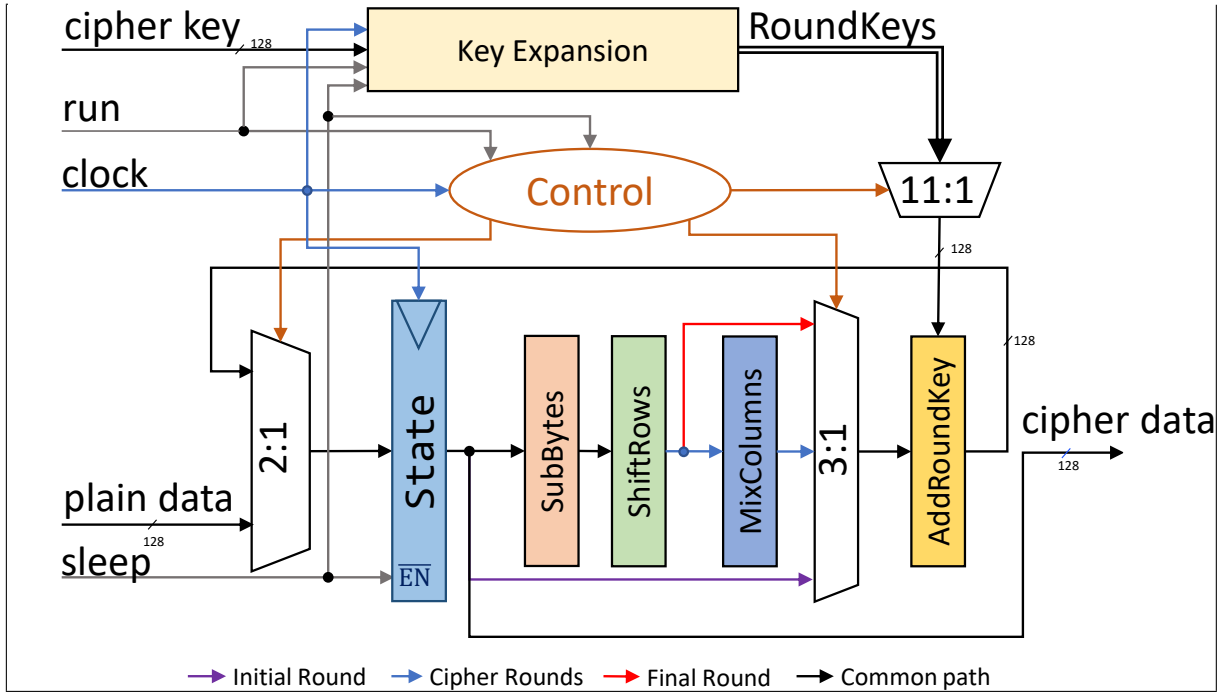 cipher key
128
Key Expansion
RoundKeys
run
clock
Control
11:1
128
128
2:1
State
SubBytes
ShiftRows
MixColumns
3:1
AddRoundKey
cipher data
128
plain data
128
sleep
EN
Initial Round
Cipher Rounds
Final Round
Common path